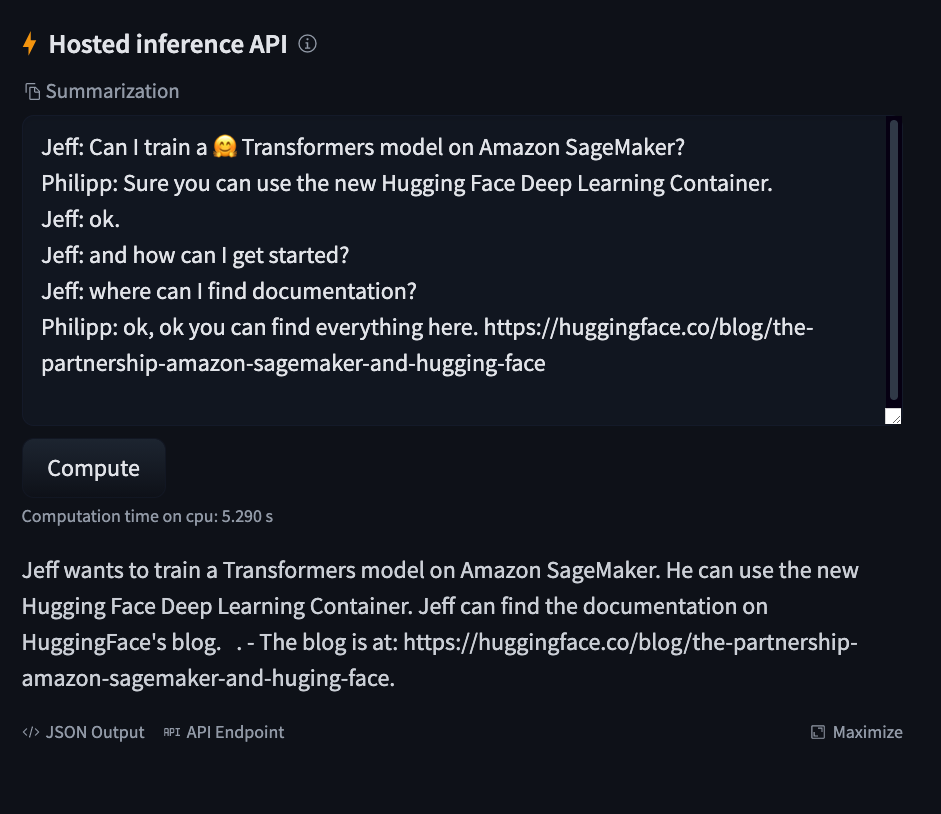 ⚡ Hosted inference API
Summarization
Jeff: Can I train a 🤗 Transformers model on Amazon SageMaker?
Philipp: Sure you can use the new Hugging Face Deep Learning Container.
Jeff: ok.
Jeff: and how can I get started?
Jeff: where can I find documentation?
Philipp: ok, ok you can find everything here. https://huggingface.co/blog/the-
partnership-amazon-sagemaker-and-hugging-face
Compute
Computation time on cpu: 5.290 s
Jeff wants to train a Transformers model on Amazon SageMaker. He can use the new
Hugging Face Deep Learning Container. Jeff can find the documentation on
HuggingFace's blog.   . - The blog is at: https://huggingface.co/blog/the-partnership-
amazon-sagemaker-and-huging-face.
</> JSON Output API API Endpoint Maximize